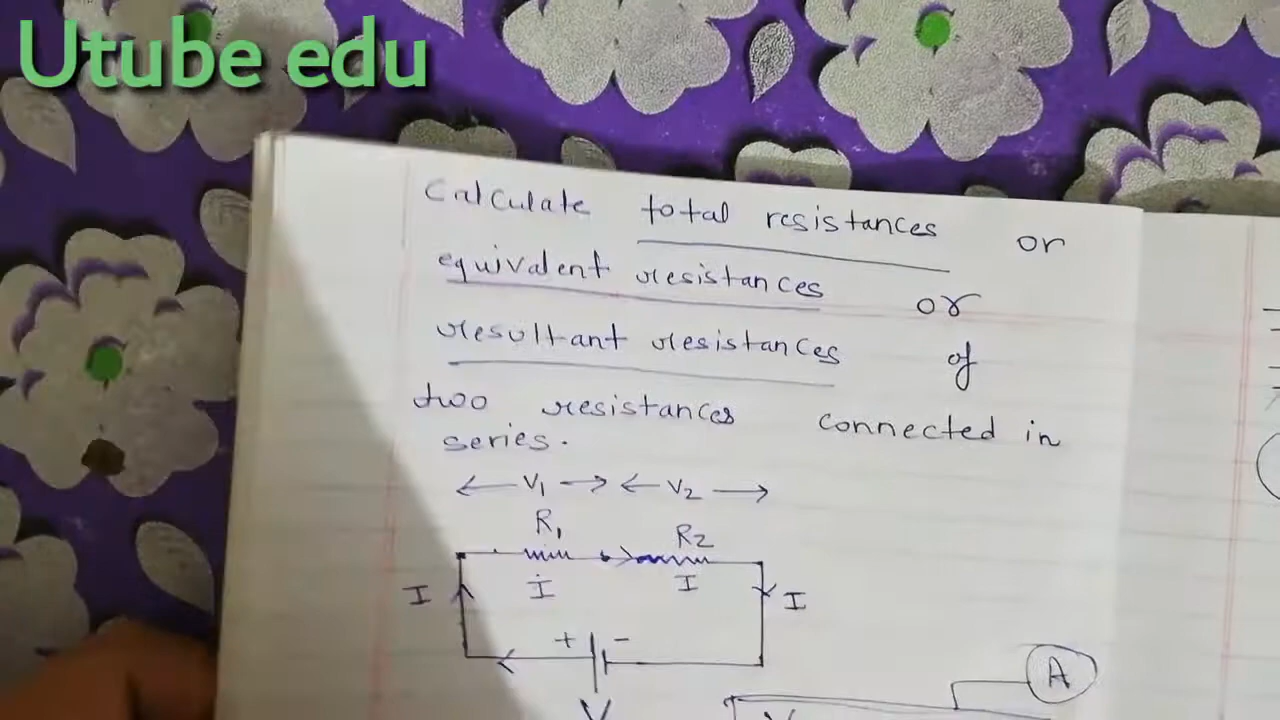 Utube edu
Calculate total resistances or
equivalent resistances or
resultant resistances of
two resistances connected in
series.
V1 V2
R1 R2
I I I I
+ -
V
A